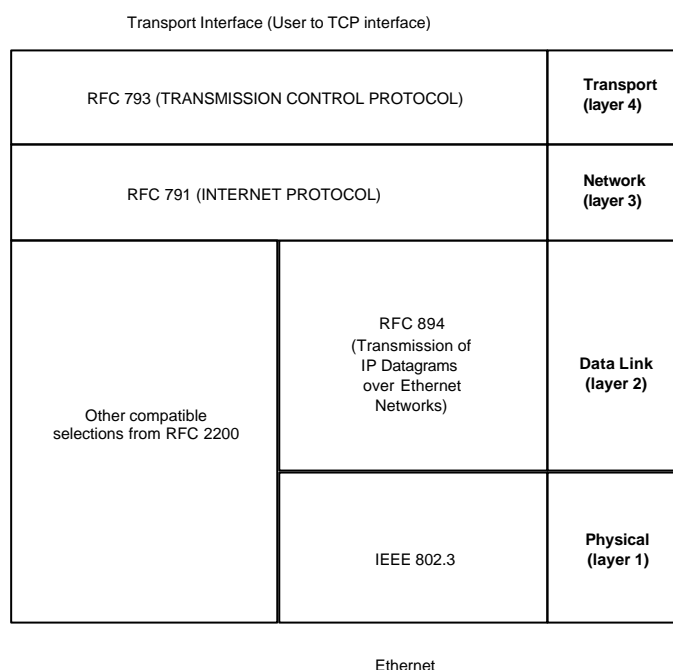 Transport Interface (User to TCP interface)
RFC 793 (TRANSMISSION CONTROL PROTOCOL)
Transport
(layer 4)
RFC 791 (INTERNET PROTOCOL)
Network
(layer 3)
Other compatible
selections from RFC 2200
RFC 894
(Transmission of
IP Datagrams
over Ethernet
Networks)
Data Link
(layer 2)
IEEE 802.3
Physical
(layer 1)
Ethernet